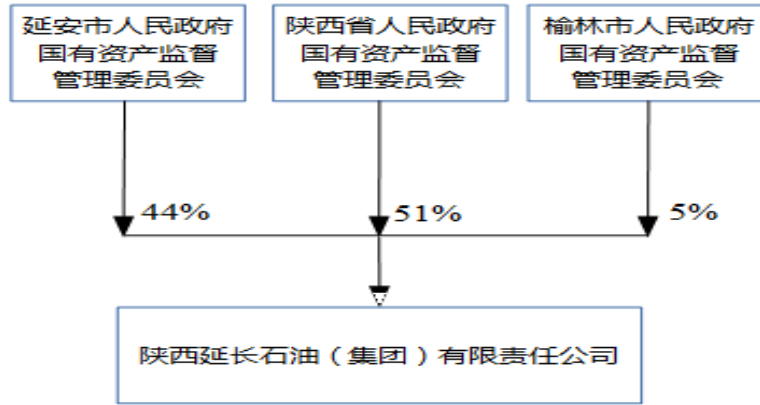 延安市人民政府
国有资产监督
管理委员会
陕西省人民政府
国有资产监督
管理委员会
榆林市人民政府
国有资产监督
管理委员会
44%
51%
5%
陕西延长石油（集团）有限责任公司